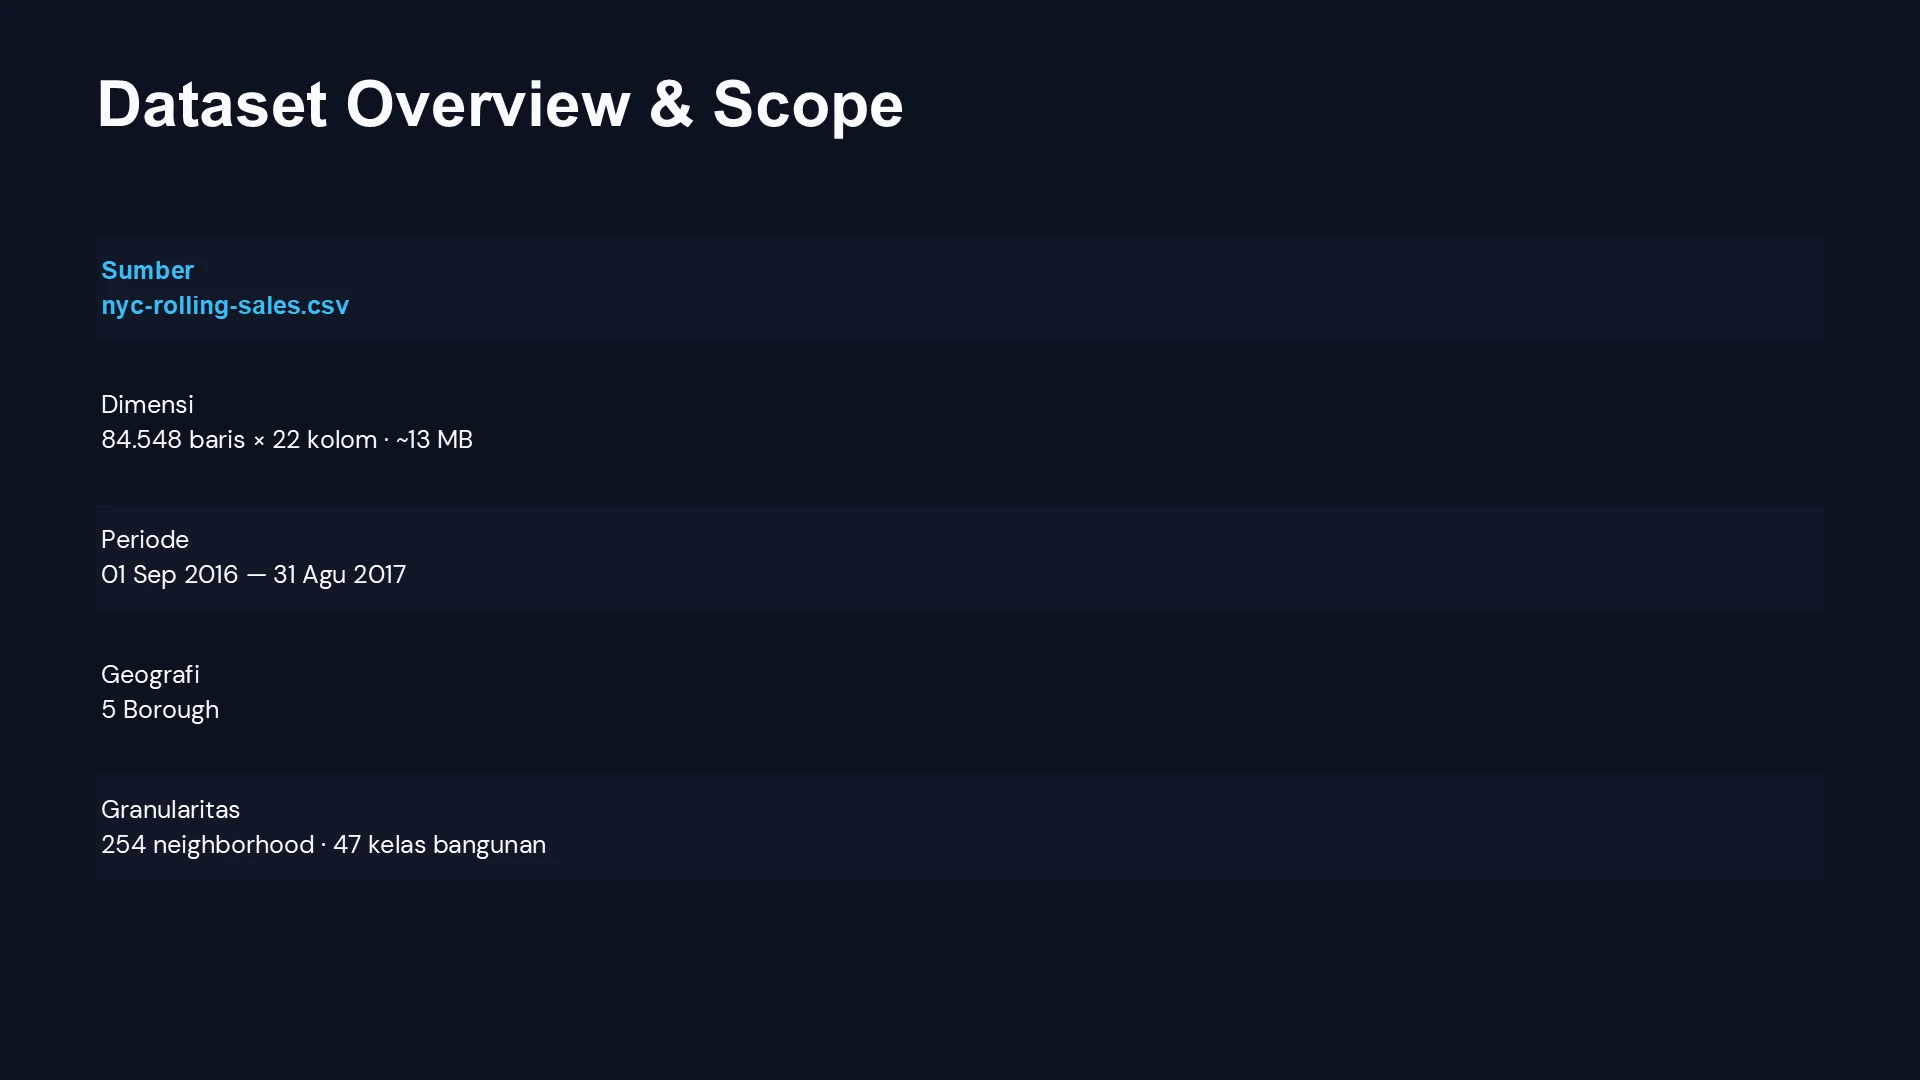 Dataset Overview & Scope
Sumber
nyc-rolling-sales.csv
Dimensi
84.548 baris × 22 kolom · ~13 MB
Periode
01 Sep 2016 — 31 Agu 2017
Geografi
5 Borough
Granularitas
254 neighborhood · 47 kelas bangunan